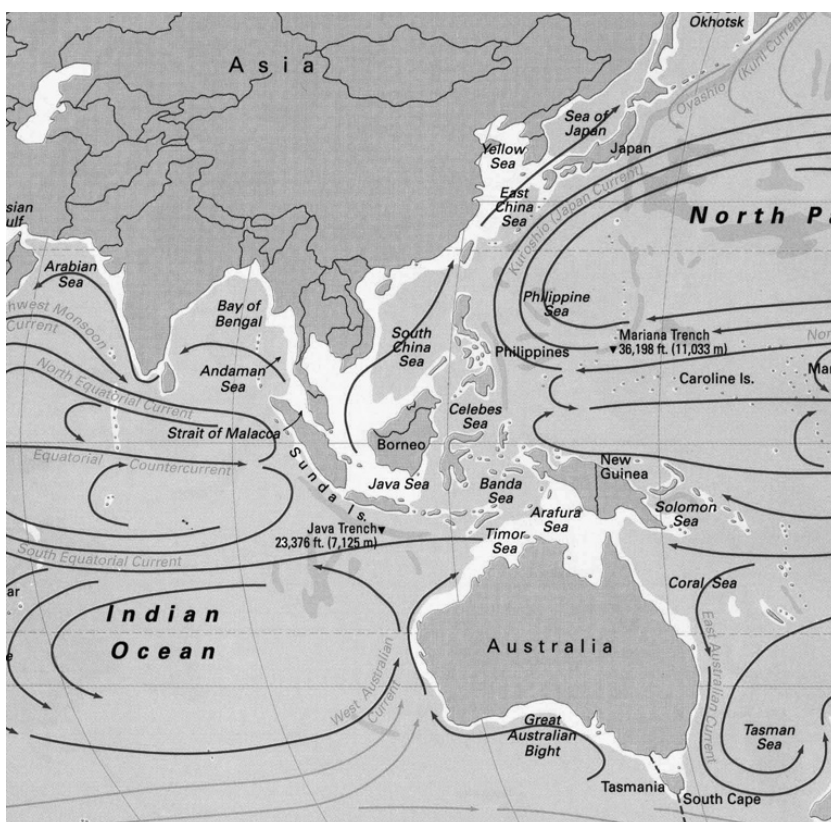 Okhotsk
Asia
Oyashio (Kuril Current)
Sea of
Japan
Japan
Yellow
Sea
East
China
Sea
Kuroshio (Japan Current)
North
Arabian
Sea
Bay of
Bengal
Monsoon
Current
Philippine
Sea
South
China
Sea
Mariana Trench
36,198 ft. (11,033 m)
Philippines
Andaman
Sea
North Equatorial Current
Caroline Is.
Celebes
Sea
Strait of Malacca
Borneo
Equatorial Countercurrent
New
Guinea
Sunda Is.
Java Sea
Banda
Sea
Arafura
Sea
Solomon
Sea
Java Trench
23,376 ft. (7,125 m)
Timor
Sea
South Equatorial Current
Coral Sea
Indian
Ocean
Australia
West Australian
Current
East Australian Current
Great
Australian
Bight
Tasman
Sea
Tasmania
South Cape